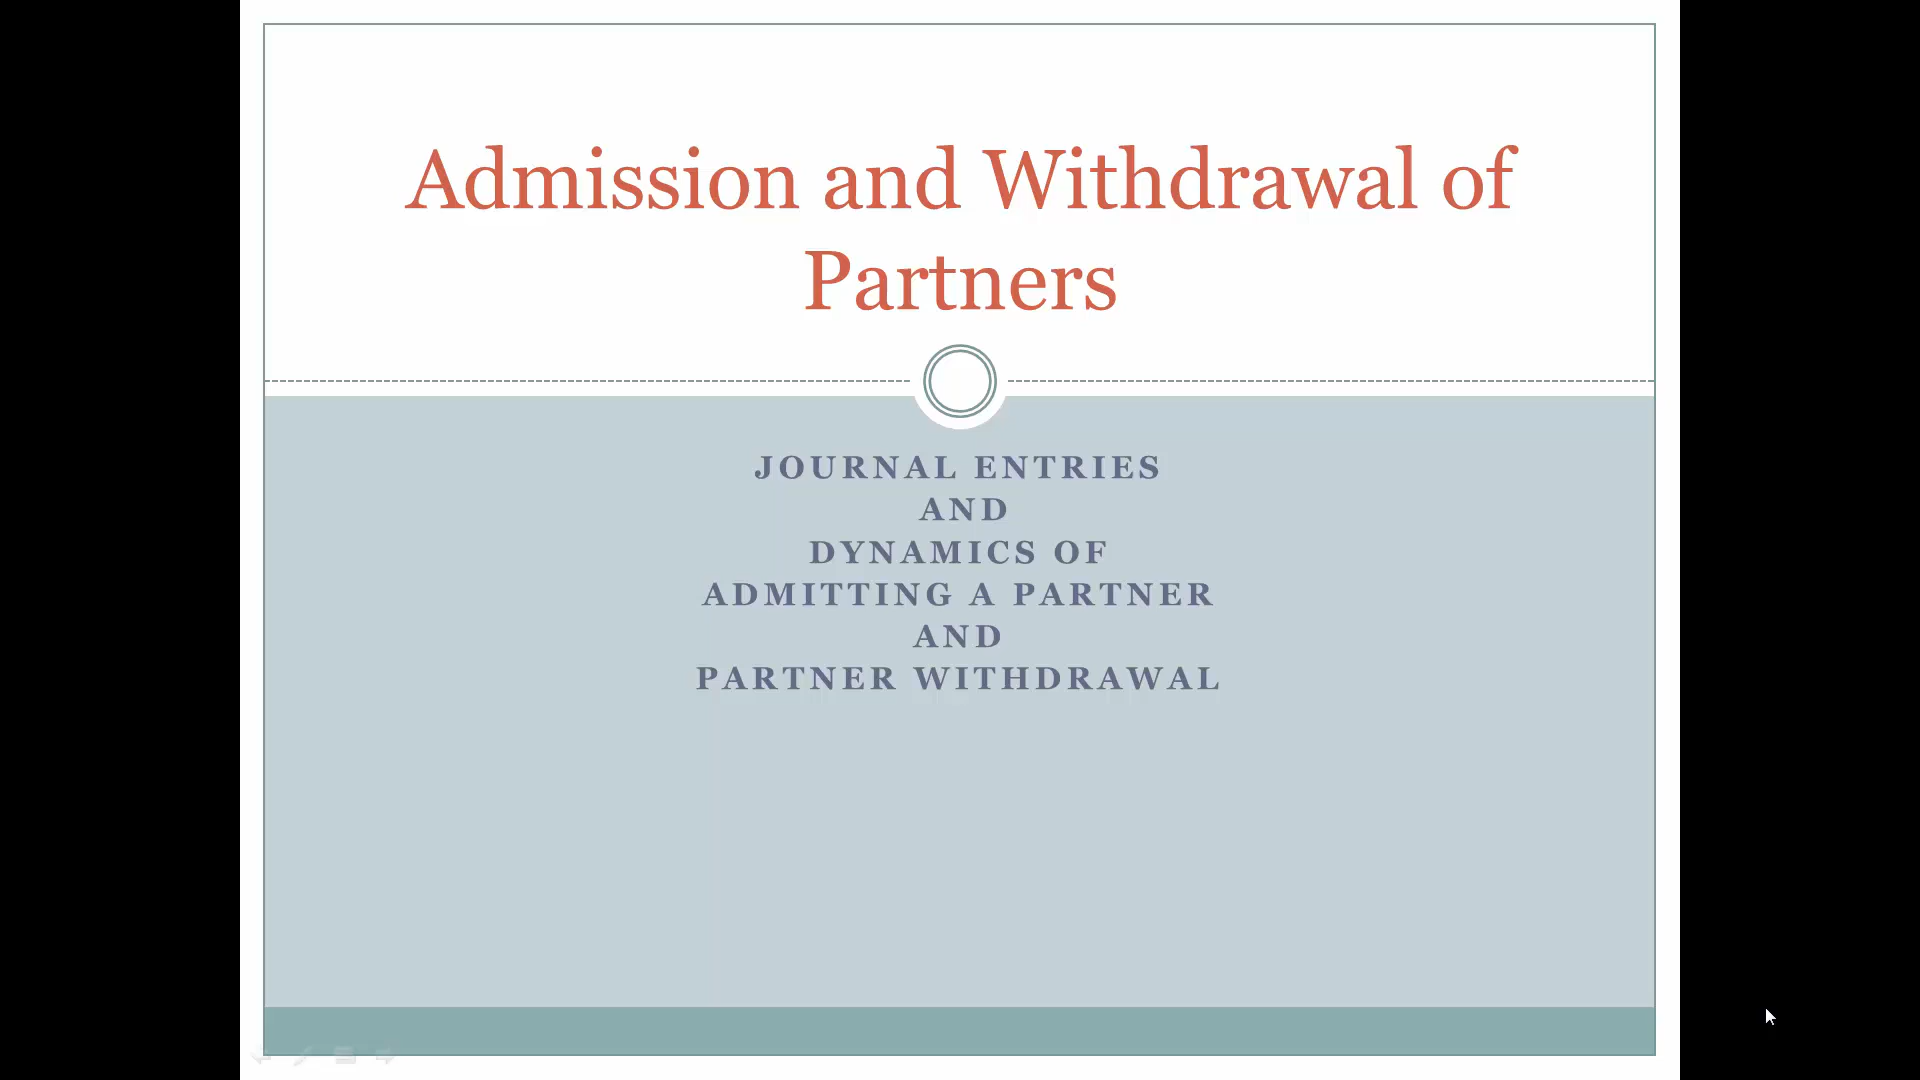 Admission and Withdrawal of
Partners
JOURNAL ENTRIES
AND
DYNAMICS OF
ADMITTING A PARTNER
AND
PARTNER WITHDRAWAL